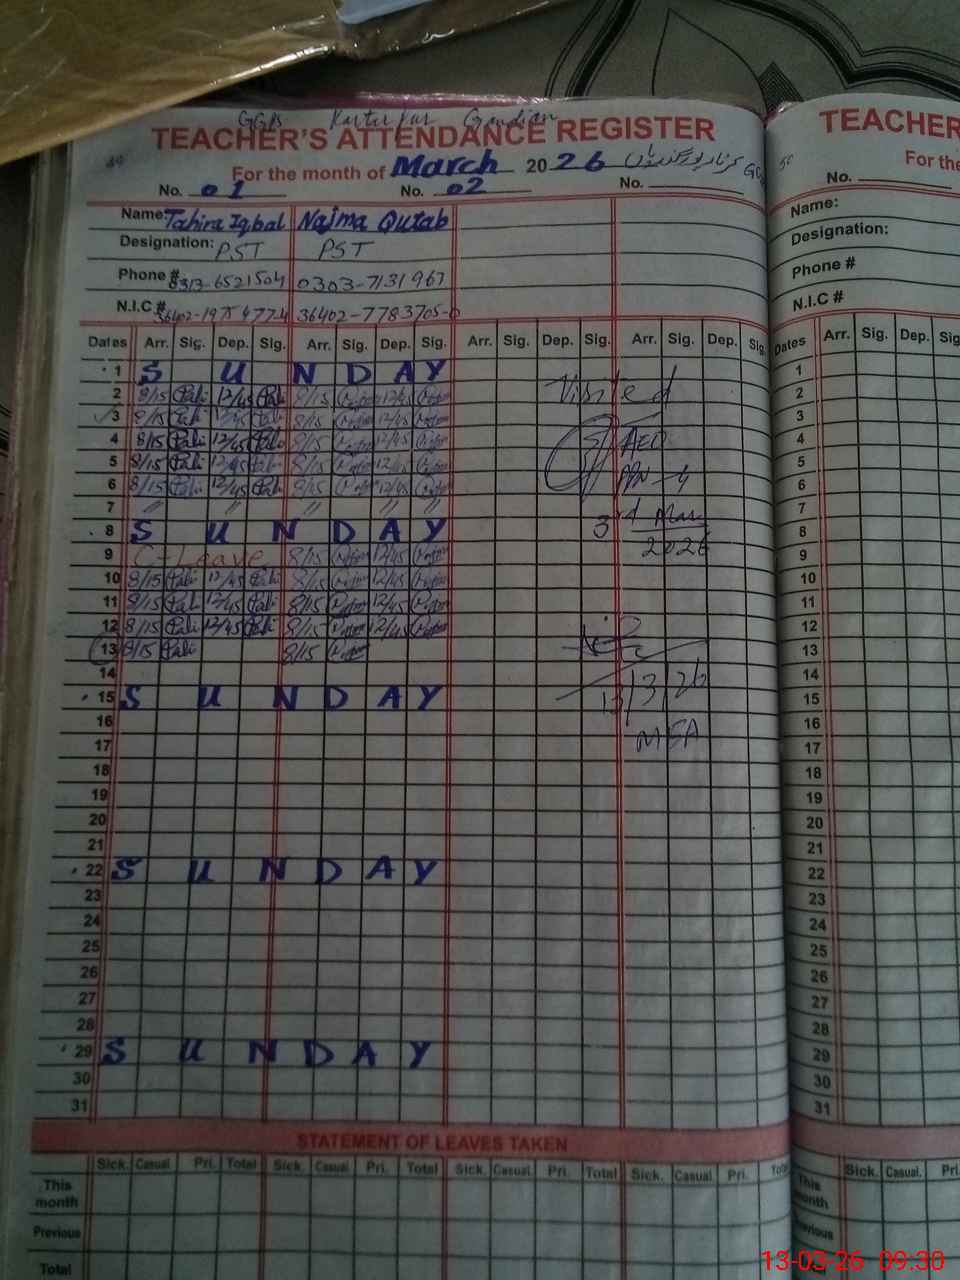 GGPS Kartar Pur Gondian
TEACHER'S ATTENDANCE REGISTER
For the month of March 2026
No. 01 No. 02 No.
Name: Tahira Iqbal Najma Qutab
Designation: PST PST
Phone # 0313-6521504 0303-7131967
N.I.C # 36402-7783705-0
Dates Arr. Sig. Dep. Sig. Arr. Sig. Dep. Sig. Arr. Sig. Dep. Sig. Arr. Sig. Dep. Sig.
1 SUNDAY
2 8/15 12/45 8/15 12/45 Visited
3 8/15 12/45 8/15 12/45
4 8/15 12/45 8/15 12/45 AEO
5 8/15 12/45 8/15 12/45
6 8/15 12/45 8/15 12/45
7 " " " " "
8 SUNDAY 3rd Mar
9 C-Leave 8/15 12/45 2026
10 8/15 12/45 8/15 12/45
11 8/15 12/45 8/15 12/45
12 8/15 12/45 8/15 12/45
13 8/15 8/15
14
15 SUNDAY 13/3/26
16 MEA
17
18
19
20
21
22 SUNDAY
23
24
25
26
27
28
29 SUNDAY
30
31
STATEMENT OF LEAVES TAKEN
Sick. Casual Pri. Total Sick. Casual. Pri. Total Sick. Casual. Pri. Total Sick. Casual Pri.
This month
Previous
Total
TEACHER
For the
No.
Name:
Designation:
Phone #
N.I.C #
Dates Arr. Sig. Dep.
1
2
3
4
5
6
7
8
9
10
11
12
13
14
15
16
17
18
19
20
21
22
23
24
25
26
27
28
29
30
31
Sick. Casual.
This month
Previous
13-03-26 09:30